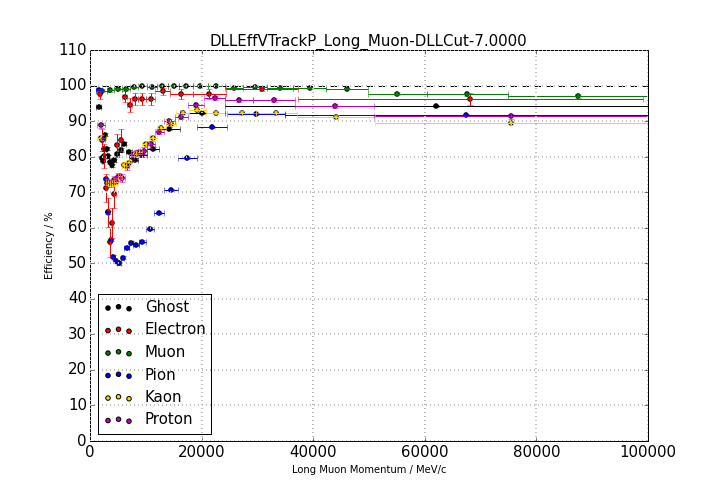 DLLEffVTrackP_Long_Muon-DLLCut-7.0000
110
100
90
80
70
60
50
40
30
20
10
0
Efficiency / %
Ghost
Electron
Muon
Pion
Kaon
Proton
0 20000 40000 60000 80000 100000
Long Muon Momentum / MeV/c